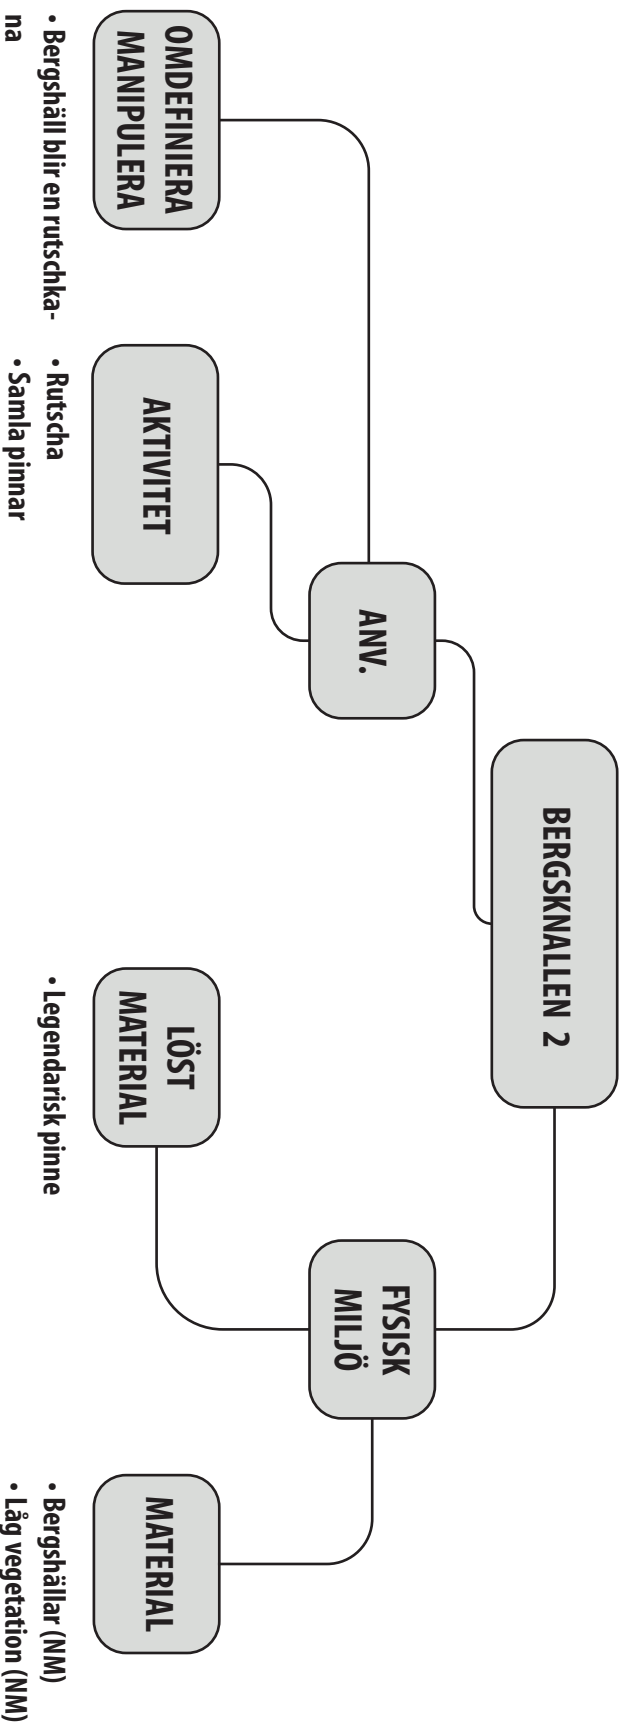 BERGSKNALLEN 2
ANV.
FYSISK
MILJÖ
OMDEFINIERA
MANIPULERA
• Bergshäll blir en rutschka-
na
AKTIVITET
• Rutscha
• Samla pinnar
LÖST
MATERIAL
• Legendarisk pinne
MATERIAL
• Bergshällar (NM)
• Låg vegetation (NM)